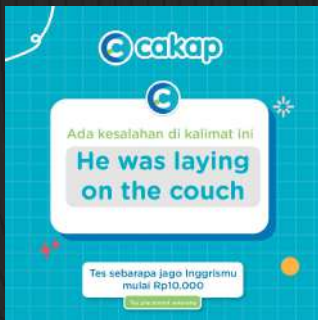 cakap
Ada kesalahan di kalimat ini
He was laying
on the couch
Tes sebarapa jago Inggrismu
mulai Rp10.000